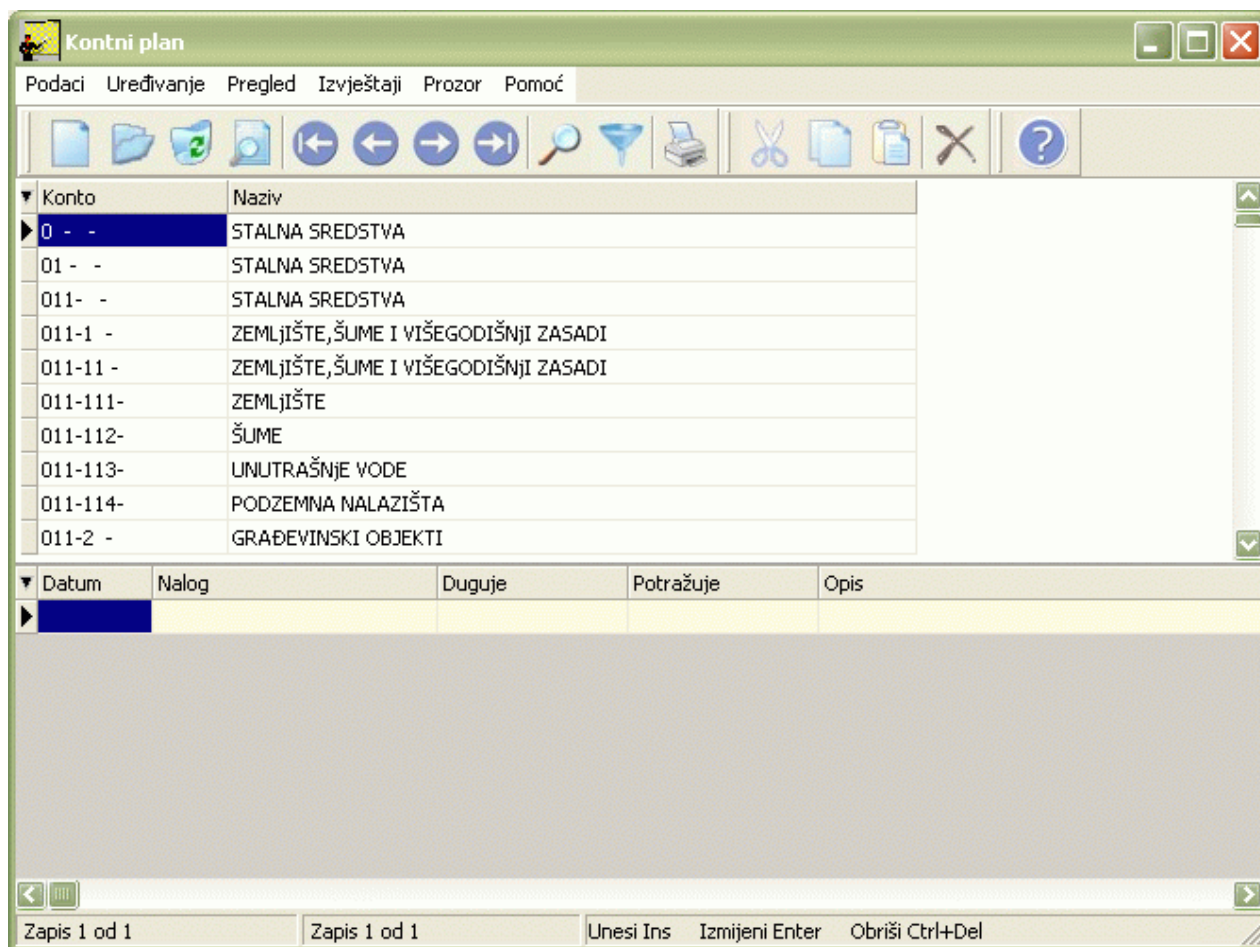 Kontni plan
Podaci Uređivanje Pregled Izvještaji Prozor Pomoć
Konto Naziv
0 - - STALNA SREDSTVA
01 - - STALNA SREDSTVA
011- - STALNA SREDSTVA
011-1 - ZEMLjIŠTE,ŠUME I VIŠEGODIŠNjI ZASADI
011-11 - ZEMLjIŠTE,ŠUME I VIŠEGODIŠNjI ZASADI
011-111- ZEMLjIŠTE
011-112- ŠUME
011-113- UNUTRAŠNjE VODE
011-114- PODZEMNA NALAZIŠTA
011-2 - GRAĐEVINSKI OBJEKTI
Datum Nalog Duguje Potražuje Opis
Zapis 1 od 1 Zapis 1 od 1 Unesi Ins Izmijeni Enter Obriši Ctrl+Del